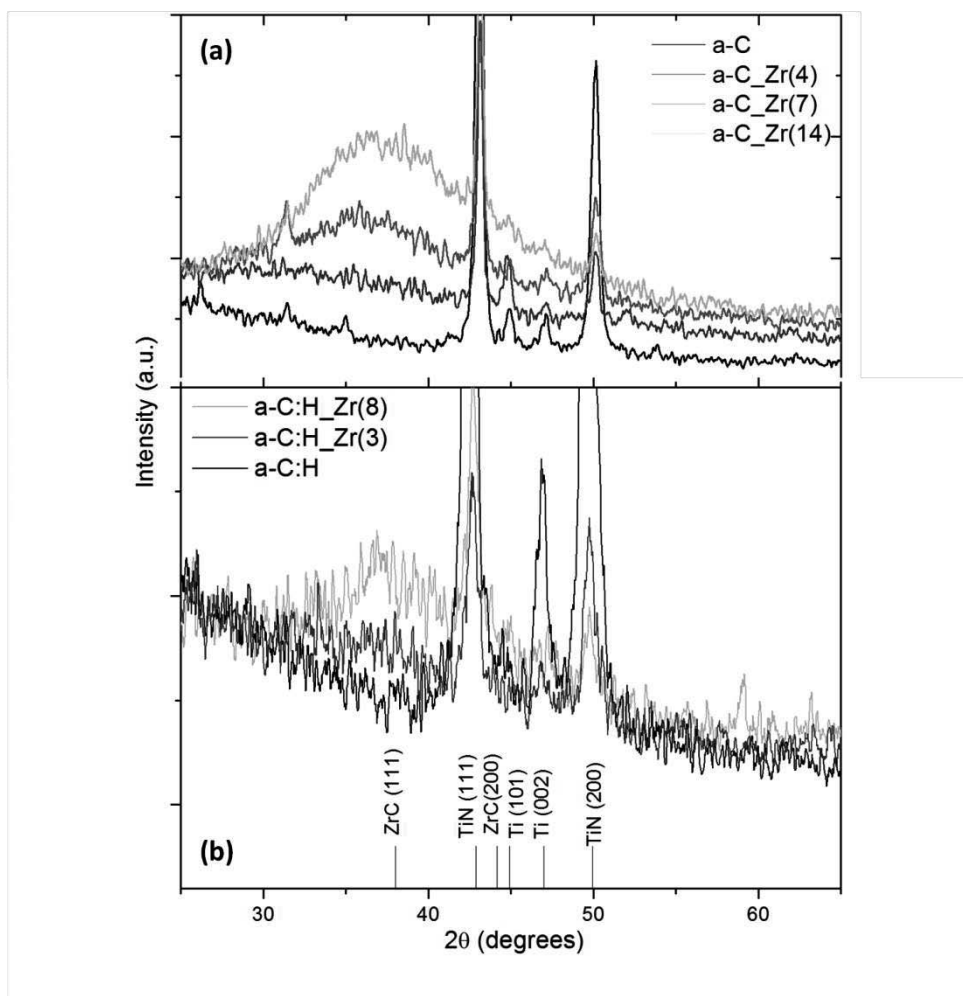 (a)
a-C
a-C_Zr(4)
a-C_Zr(7)
a-C_Zr(14)
Intensity (a.u.)
a-C:H_Zr(8)
a-C:H_Zr(3)
a-C:H
ZrC (111)
TiN (111)
ZrC(200)
Ti (101)
Ti (002)
TiN (200)
(b)
30 40 50 60
2θ (degrees)